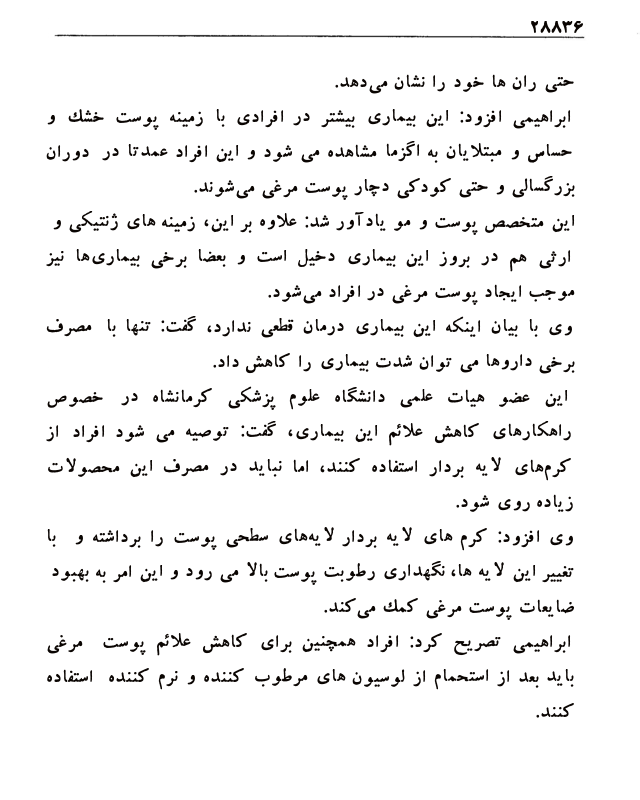 ۲۸۸۳۶
حتی ران ها خود را نشان می‌دهد.
ابراهیمی افزود: این بیماری بیشتر در افرادی با زمینه پوست خشك و
حساس و مبتلایان به اگزما مشاهده می شود و این افراد عمدتا در دوران
بزرگسالی و حتی کودکی دچار پوست مرغی می‌شوند.
این متخصص پوست و مو یادآور شد: علاوه بر این، زمینه های ژنتیکی و
ارثی هم در بروز این بیماری دخیل است و بعضا برخی بیماری‌ها نیز
موجب ایجاد پوست مرغی در افراد می‌شود.
وی با بیان اینکه این بیماری درمان قطعی ندارد، گفت: تنها با مصرف
برخی داروها می توان شدت بیماری را کاهش داد.
این عضو هیات علمی دانشگاه علوم پزشکی کرمانشاه در خصوص
راهکارهای کاهش علائم این بیماری، گفت: توصیه می شود افراد از
کرم‌های لایه بردار استفاده کنند، اما نباید در مصرف این محصولات
زیاده روی شود.
وی افزود: کرم های لایه بردار لایه‌های سطحی پوست را برداشته و با
تغییر این لایه ها، نگهداری رطوبت پوست بالا می رود و این امر به بهبود
ضایعات پوست مرغی کمك می‌کند.
ابراهیمی تصریح کرد: افراد همچنین برای کاهش علائم پوست مرغی
باید بعد از استحمام از لوسیون های مرطوب کننده و نرم کننده استفاده
کنند.